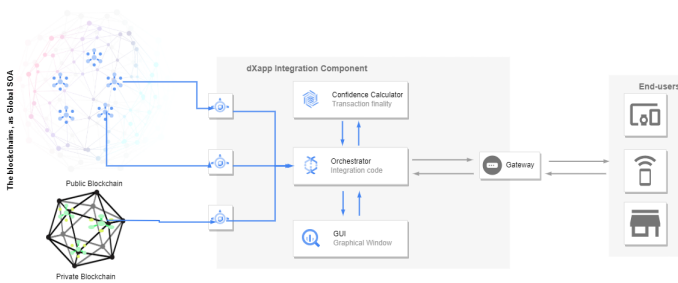 The blockchains, as Global SOA
dXapp Integration Component
End-users
Confidence Calculator
Transaction finality
Orchestrator
Integration code
Gateway
Public Blockchain
GUI
Graphical Window
Private Blockchain